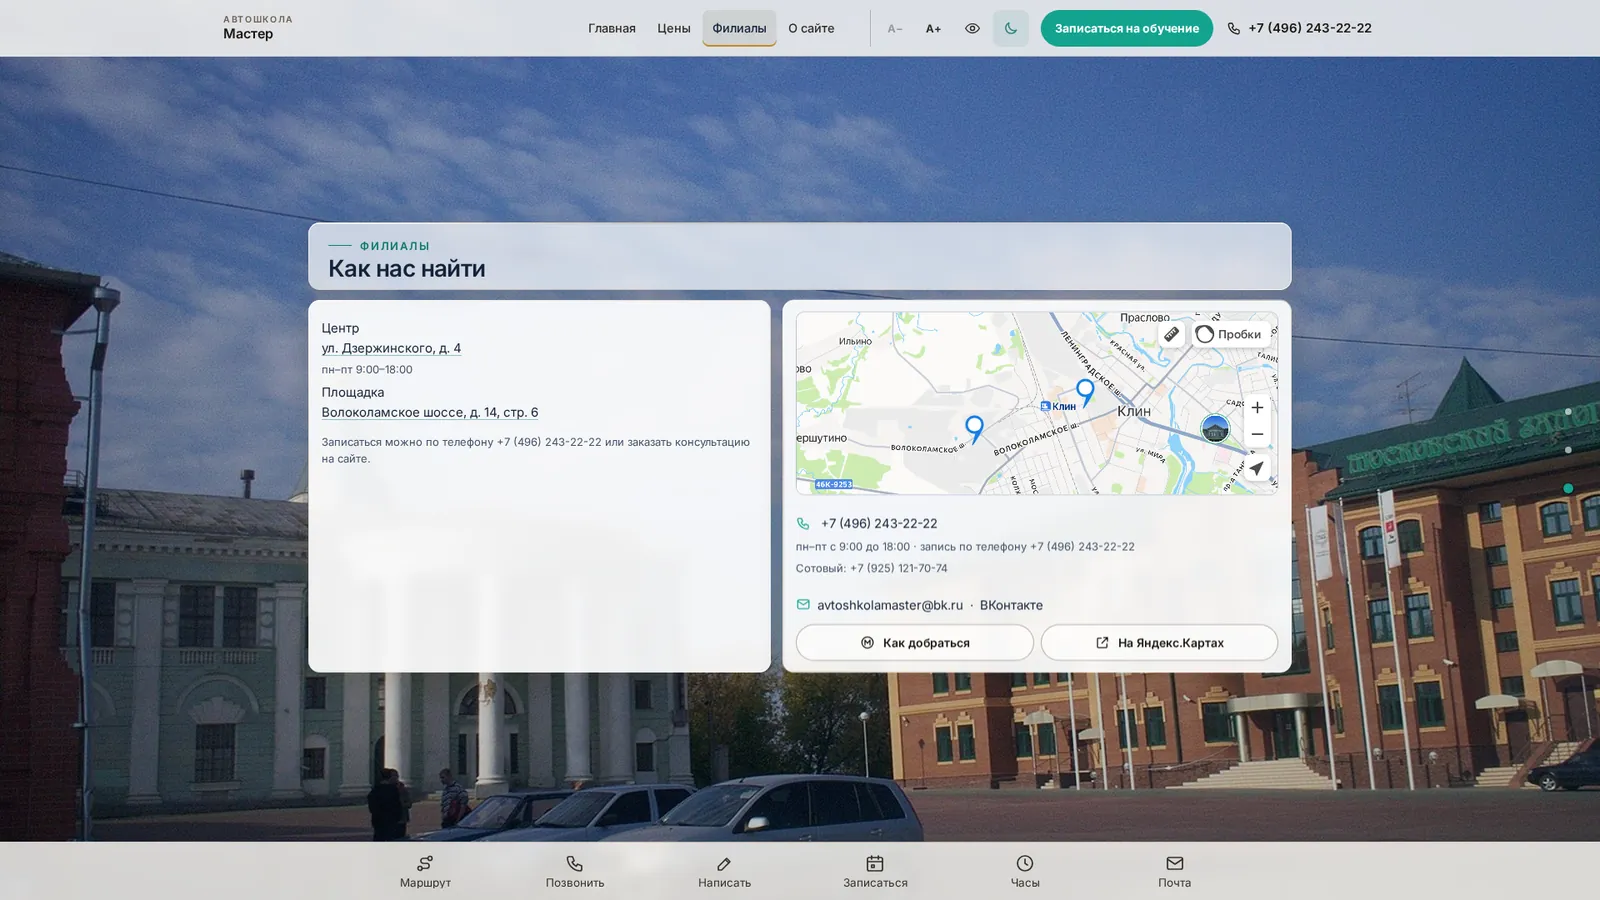 АВТОШКОЛА
Мастер
Главная
Цены
Филиалы
О сайте
A−
A+
Записаться на обучение
+7 (496) 243-22-22
ФИЛИАЛЫ
Как нас найти
Центр
ул. Дзержинского, д. 4
пн–пт 9:00–18:00
Площадка
Волоколамское шоссе, д. 14, стр. 6
Записаться можно по телефону +7 (496) 243-22-22 или заказать консультацию
на сайте.
Праслово
Пробки
Ильино
ЛЕНИНГРАДСКОЕ Ш.
КРАСНАЯ УЛ.
Клин
Клин
ВОЛОКОЛАМСКОЕ Ш.
ВОЛОКОЛАМСКОЕ Ш.
УЛ. МИРА
46К-9253
+7 (496) 243-22-22
пн–пт с 9:00 до 18:00 · запись по телефону +7 (496) 243-22-22
Сотовый: +7 (925) 121-70-74
avtoshkolamaster@bk.ru · ВКонтакте
Как добраться
На Яндекс.Картах
МОСКОВСКОЙ
Маршрут
Позвонить
Написать
Записаться
Часы
Почта